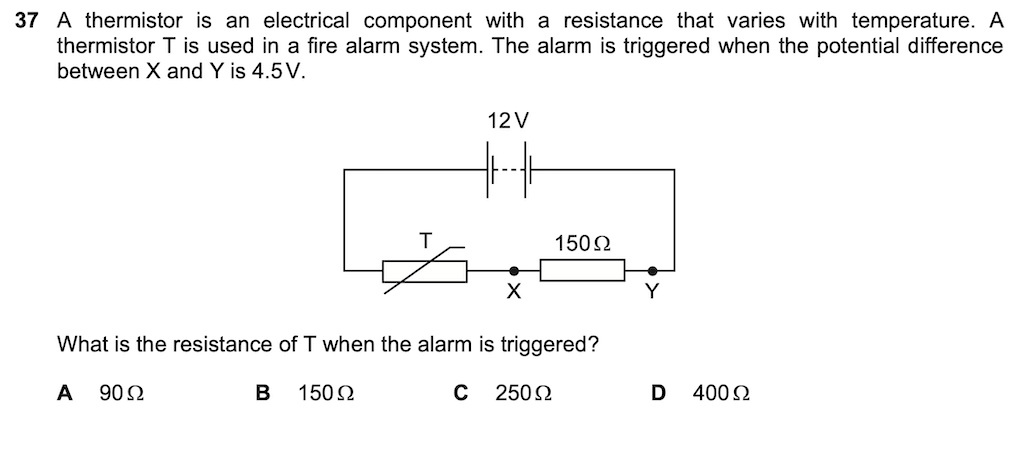 37 A thermistor is an electrical component with a resistance that varies with temperature. A
thermistor T is used in a fire alarm system. The alarm is triggered when the potential difference
between X and Y is 4.5 V.
12 V
T
150 Ω
X
Y
What is the resistance of T when the alarm is triggered?
A 90 Ω B 150 Ω C 250 Ω D 400 Ω